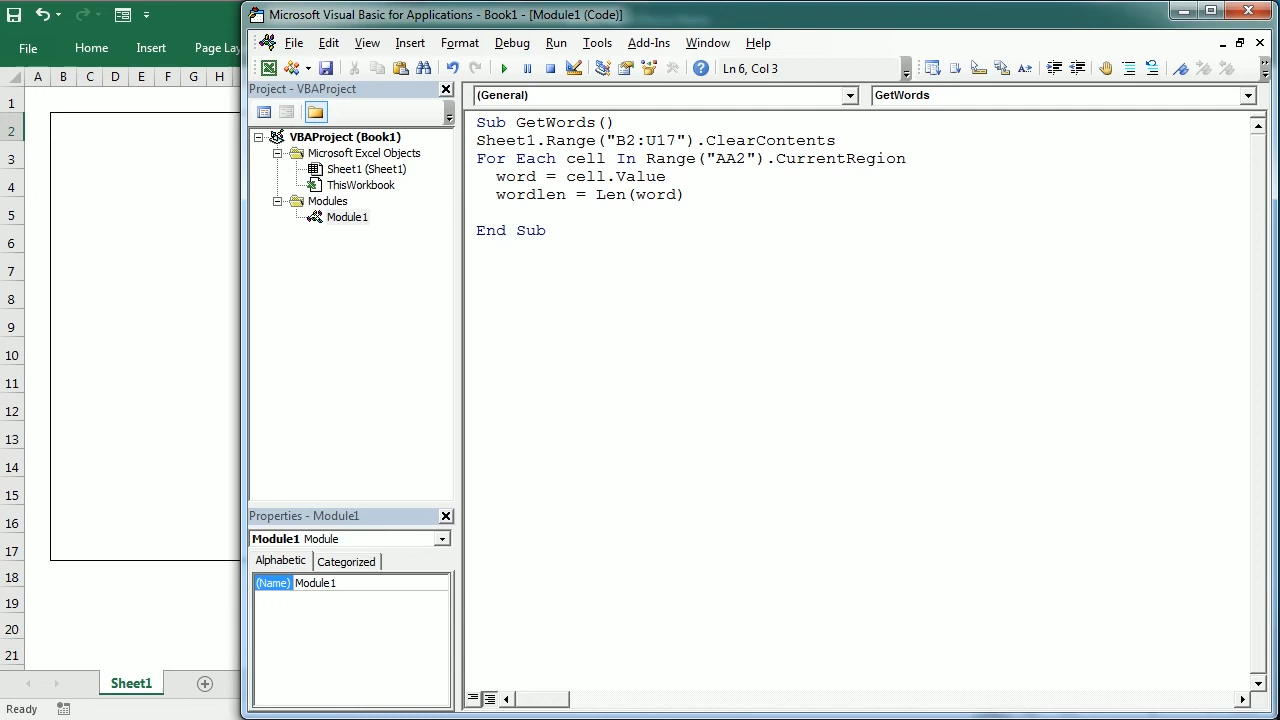 Microsoft Visual Basic for Applications - Book1 - [Module1 (Code)]
File Home Insert Page Lay
File Edit View Insert Format Debug Run Tools Add-Ins Window Help
Ln 6, Col 3
A B C D E F G H
1
2
3
4
5
6
7
8
9
10
11
12
13
14
15
16
17
18
19
20
21
Sheet1
Ready
Project - VBAProject
VBAProject (Book1)
Microsoft Excel Objects
Sheet1 (Sheet1)
ThisWorkbook
Modules
Module1
Properties - Module1
Module1 Module
Alphabetic Categorized
(Name) Module1
(General) GetWords
Sub GetWords()
Sheet1.Range("B2:U17").ClearContents
For Each cell In Range("AA2").CurrentRegion
word = cell.Value
wordlen = Len(word)
End Sub